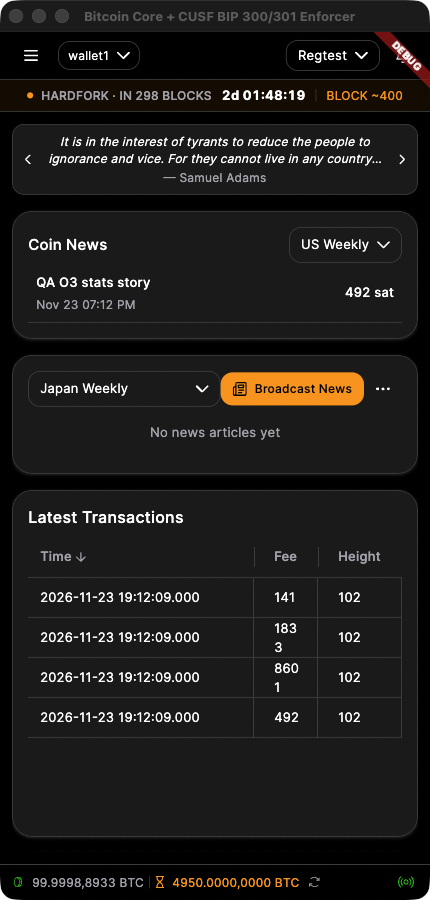 Bitcoin Core + CUSF BIP 300/301 Enforcer
wallet1
Regtest
DEBUG
HARDFORK · IN 298 BLOCKS 2d 01:48:19 BLOCK ~400
It is in the interest of tyrants to reduce the people to
ignorance and vice. For they cannot live in any country...
— Samuel Adams
Coin News
US Weekly
QA O3 stats story
492 sat
Nov 23 07:12 PM
Japan Weekly
Broadcast News
No news articles yet
Latest Transactions
Time Fee Height
2026-11-23 19:12:09.000 141 102
2026-11-23 19:12:09.000 183
3 102
2026-11-23 19:12:09.000 860
1 102
2026-11-23 19:12:09.000 492 102
99.9998,8933 BTC 4950.0000,0000 BTC